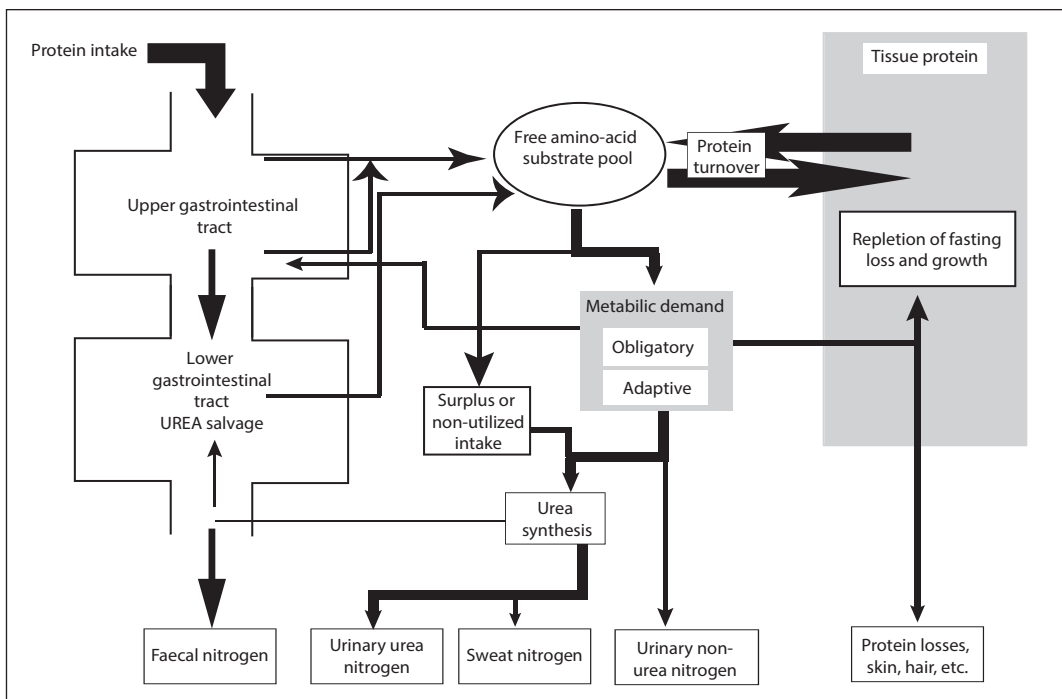 Protein intake
Tissue protein
Free amino-acid
substrate pool
Protein
turnover
Upper gastrointestinal
tract
Repletion of fasting
loss and growth
Metabilic demand
Obligatory
Adaptive
Lower
gastrointestinal
tract
UREA salvage
Surplus or
non-utilized
intake
Urea
synthesis
Faecal nitrogen
Urinary urea
nitrogen
Sweat nitrogen
Urinary non-
urea nitrogen
Protein losses,
skin, hair, etc.